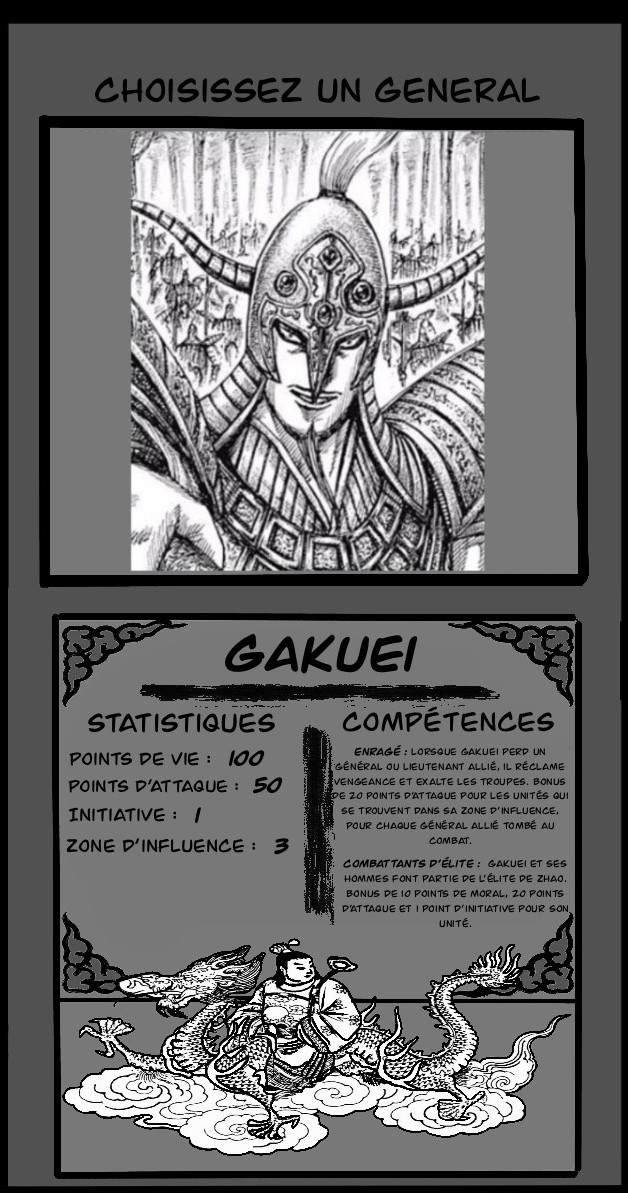 CHOISISSEZ UN GENERAL
GAKUEI
STATISTIQUES
POINTS DE VIE : 100
POINTS D'ATTAQUE : 50
INITIATIVE : 1
ZONE D'INFLUENCE : 3
COMPÉTENCES
ENRAGÉ : LORSQUE GAKUEI PERD UN
GÉNÉRAL OU LIEUTENANT ALLIÉ, IL RÉCLAME
VENGEANCE ET EXALTE LES TROUPES. BONUS
DE 20 POINTS D'ATTAQUE POUR LES UNITÉS QUI
SE TROUVENT DANS SA ZONE D'INFLUENCE,
POUR CHAQUE GÉNÉRAL ALLIÉ TOMBÉ AU
COMBAT.
COMBATTANTS D'ÉLITE : GAKUEI ET SES
HOMMES FONT PARTIE DE L'ÉLITE DE ZHAO.
BONUS DE 10 POINTS DE MORAL, 20 POINTS
D'ATTAQUE ET 1 POINT D'INITIATIVE POUR SON
UNITÉ.